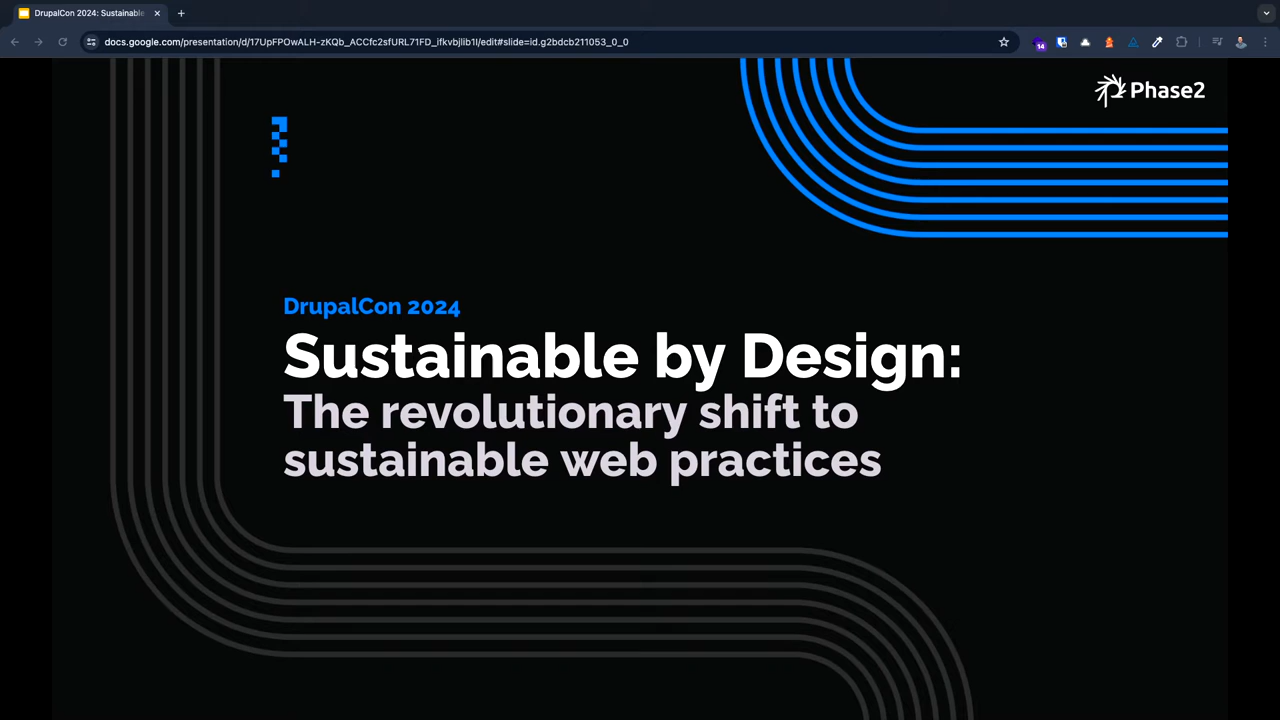 DrupalCon 2024: Sustainable
docs.google.com/presentation/d/17UpFPOwALH-zKQb_ACCfc2sfURL71FD_ifkvbjlib1I/edit#slide=id.g2bdcb211053_0_0
14
Phase2
DrupalCon 2024
Sustainable by Design:
The revolutionary shift to
sustainable web practices